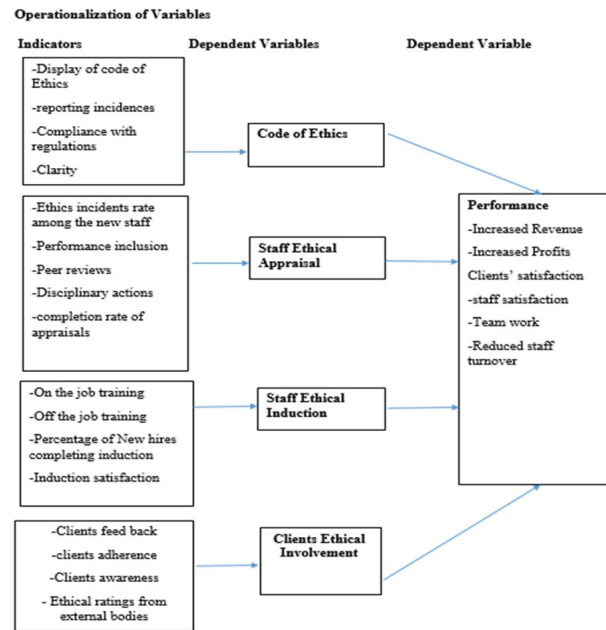 Operationalization of Variables
Indicators
Dependent Variables
Dependent Variable
-Display of code of
Ethics
-reporting incidences
-Compliance with
regulations
-Clarity
Code of Ethics
-Ethics incidents rate
among the new staff
-Performance inclusion
-Peer reviews
-Disciplinary actions
-completion rate of
appraisals
Staff Ethical
Appraisal
-On the job training
-Off the job training
-Percentage of New hires
completing induction
-Induction satisfaction
Staff Ethical
Induction
-Clients feed back
-clients adherence
-Clients awareness
- Ethical ratings from
external bodies
Clients Ethical
Involvement
Performance
-Increased Revenue
-Increased Profits
Clients’ satisfaction
-staff satisfaction
-Team work
-Reduced staff
turnover